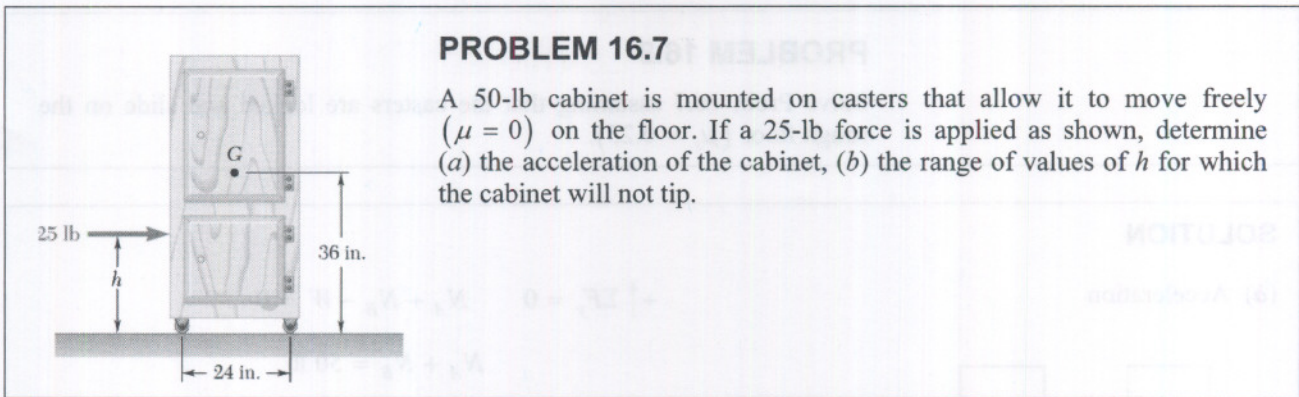 PROBLEM 16.7
A 50-lb cabinet is mounted on casters that allow it to move freely
(μ = 0) on the floor. If a 25-lb force is applied as shown, determine
(a) the acceleration of the cabinet, (b) the range of values of h for which
the cabinet will not tip.
G
25 lb
h
36 in.
24 in.
SOLUTION
(a) Acceleration